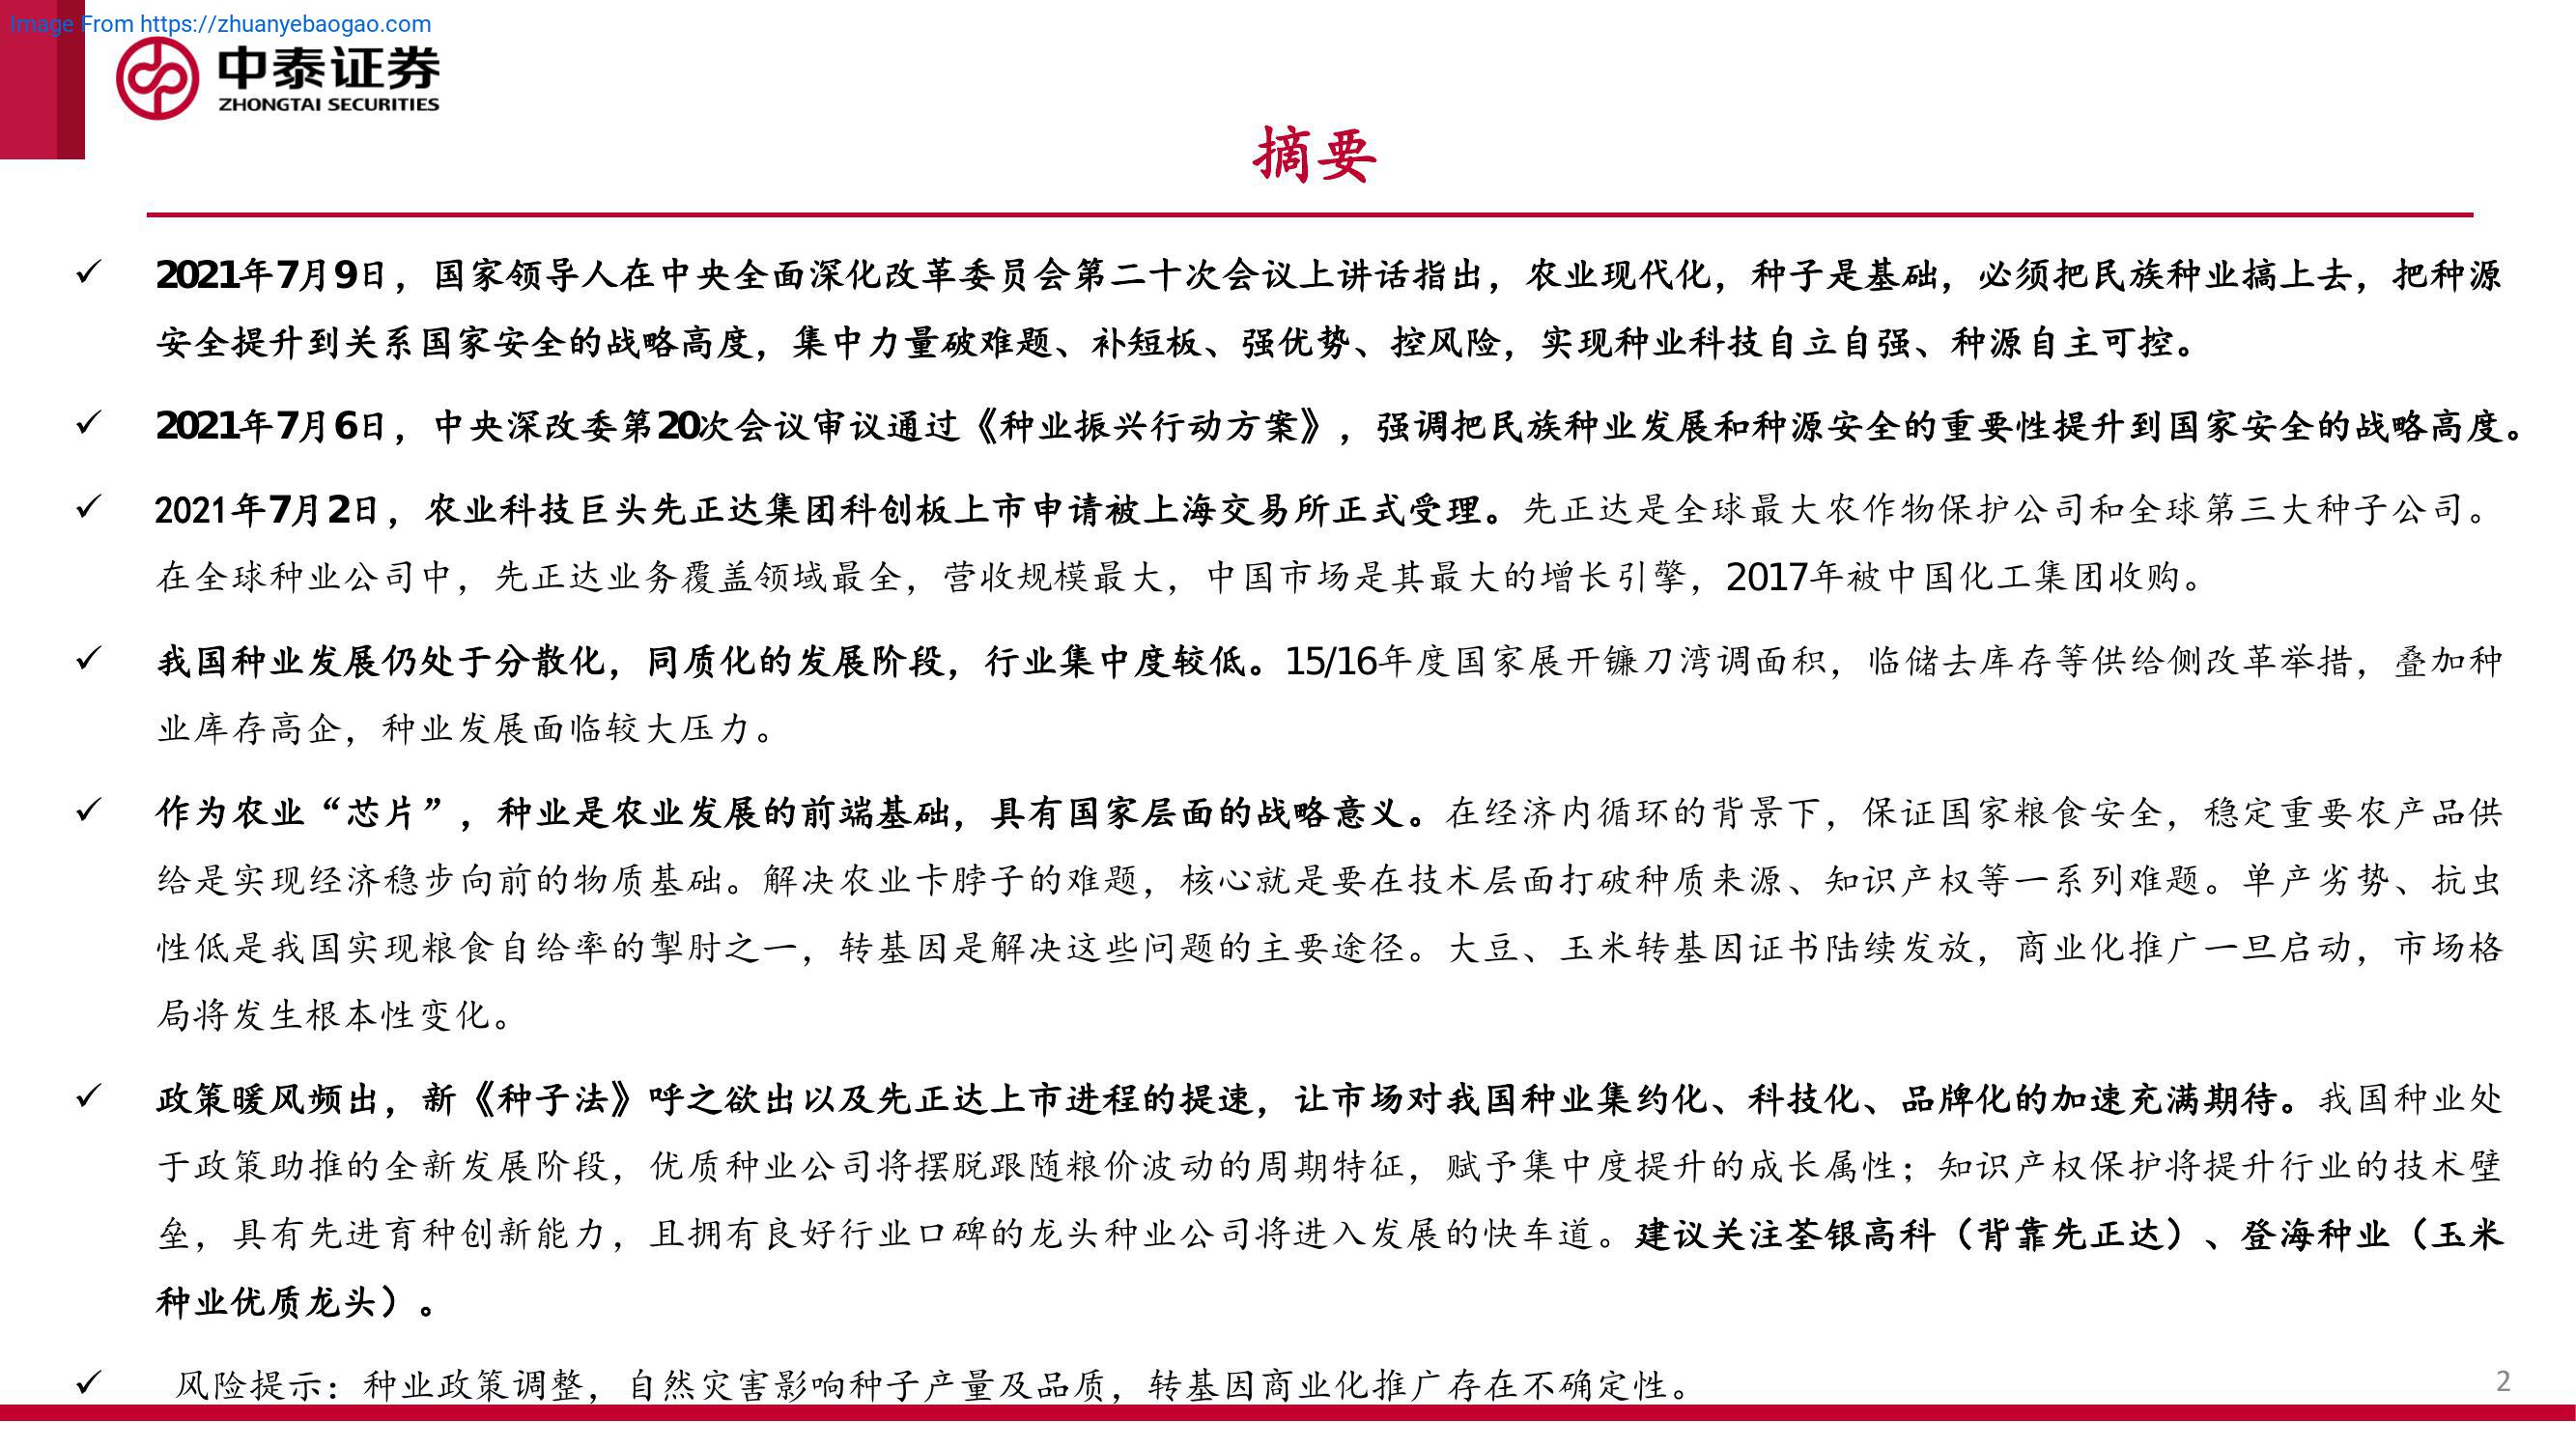 Image From https://zhuanyebaogao.com
中泰证券
ZHONGTAI SECURITIES
摘要
✓ 2021年7月9日，国家领导人在中央全面深化改革委员会第二十次会议上讲话指出，农业现代化，种子是基础，必须把民族种业搞上去，把种源
安全提升到关系国家安全的战略高度，集中力量破难题、补短板、强优势、控风险，实现种业科技自立自强、种源自主可控。
✓ 2021年7月6日，中央深改委第20次会议审议通过《种业振兴行动方案》，强调把民族种业发展和种源安全的重要性提升到国家安全的战略高度。
✓ 2021年7月2日，农业科技巨头先正达集团科创板上市申请被上海交易所正式受理。先正达是全球最大农作物保护公司和全球第三大种子公司。
在全球种业公司中，先正达业务覆盖领域最全，营收规模最大，中国市场是其最大的增长引擎，2017年被中国化工集团收购。
✓ 我国种业发展仍处于分散化，同质化的发展阶段，行业集中度较低。15/16年度国家展开镰刀湾调面积，临储去库存等供给侧改革举措，叠加种
业库存高企，种业发展面临较大压力。
✓ 作为农业“芯片”，种业是农业发展的前端基础，具有国家层面的战略意义。在经济内循环的背景下，保证国家粮食安全，稳定重要农产品供
给是实现经济稳步向前的物质基础。解决农业卡脖子的难题，核心就是要在技术层面打破种质来源、知识产权等一系列难题。单产劣势、抗虫
性低是我国实现粮食自给率的掣肘之一，转基因是解决这些问题的主要途径。大豆、玉米转基因证书陆续发放，商业化推广一旦启动，市场格
局将发生根本性变化。
✓ 政策暖风频出，新《种子法》呼之欲出以及先正达上市进程的提速，让市场对我国种业集约化、科技化、品牌化的加速充满期待。我国种业处
于政策助推的全新发展阶段，优质种业公司将摆脱跟随粮价波动的周期特征，赋予集中度提升的成长属性；知识产权保护将提升行业的技术壁
垒，具有先进育种创新能力，且拥有良好行业口碑的龙头种业公司将进入发展的快车道。建议关注荃银高科（背靠先正达）、登海种业（玉米
种业优质龙头）。
✓ 风险提示：种业政策调整，自然灾害影响种子产量及品质，转基因商业化推广存在不确定性。
2